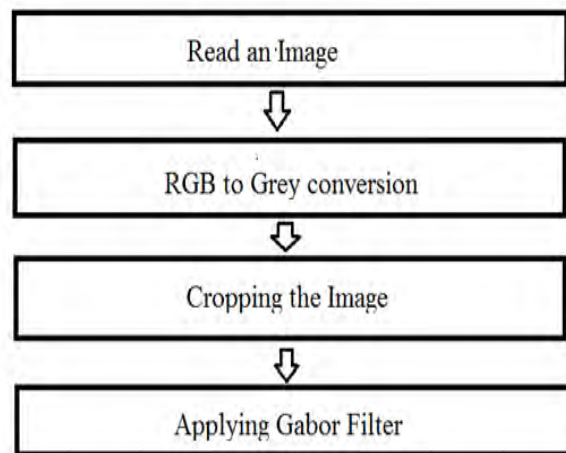 Read an Image
RGB to Grey conversion
Cropping the Image
Applying Gabor Filter